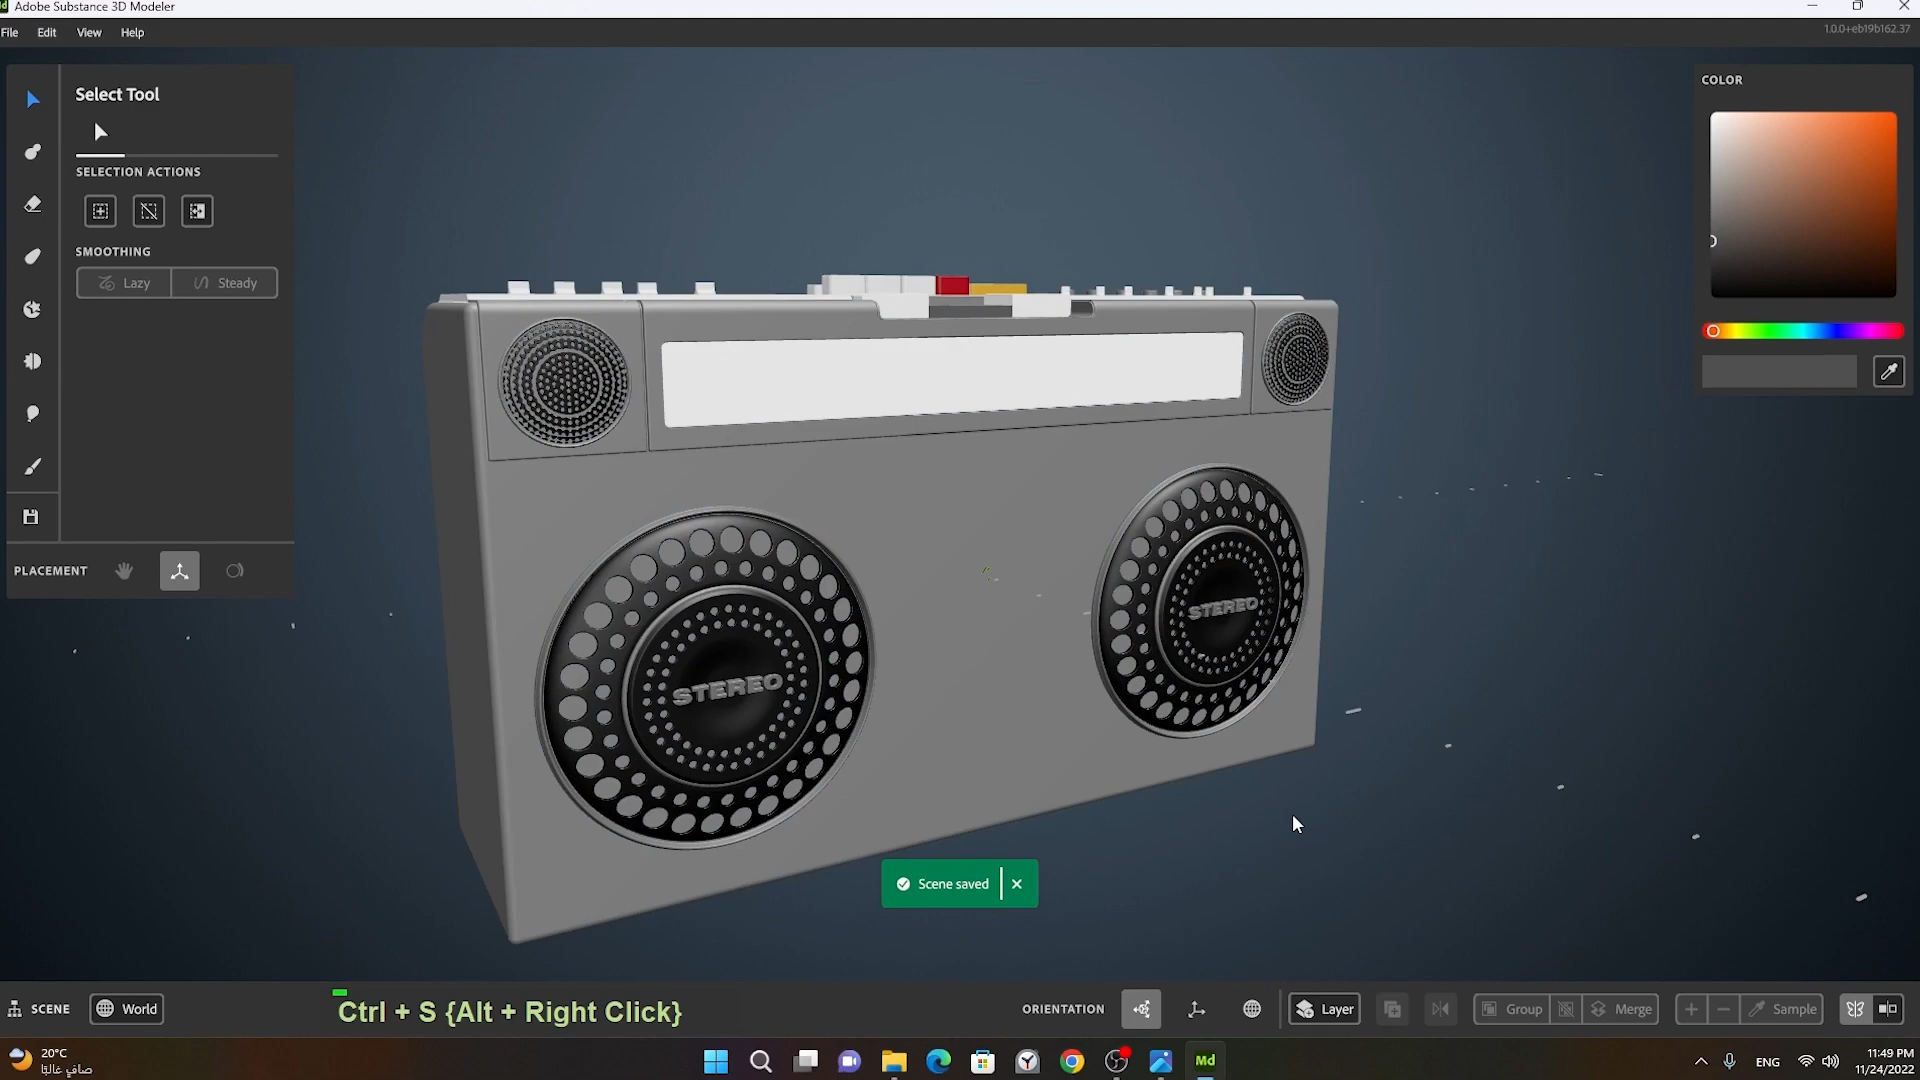 Adobe Substance 3D Modeler
File Edit View Help
1.0.0+eb19b162.37
Select Tool
SELECTION ACTIONS
SMOOTHING
Lazy
Steady
PLACEMENT
COLOR
STEREO
STEREO
Scene saved
SCENE
World
Ctrl + S {Alt + Right Click}
ORIENTATION
Layer
Group
Merge
Sample
20°C
صافٍ غالبًا
Md
ENG
11:49 PM
11/24/2022